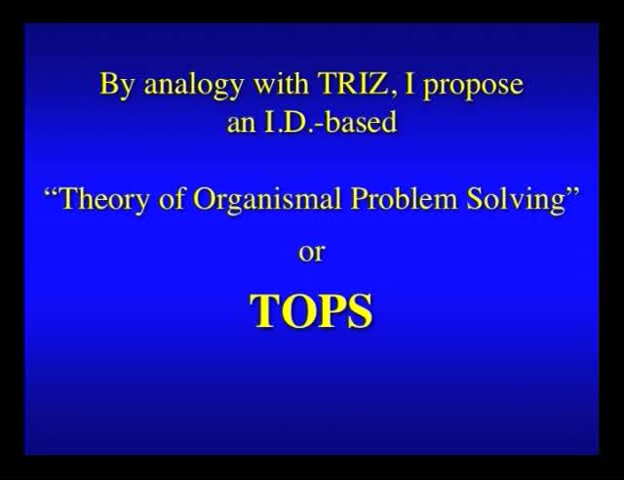 By analogy with TRIZ, I propose
an I.D.-based
“Theory of Organismal Problem Solving”
or
TOPS